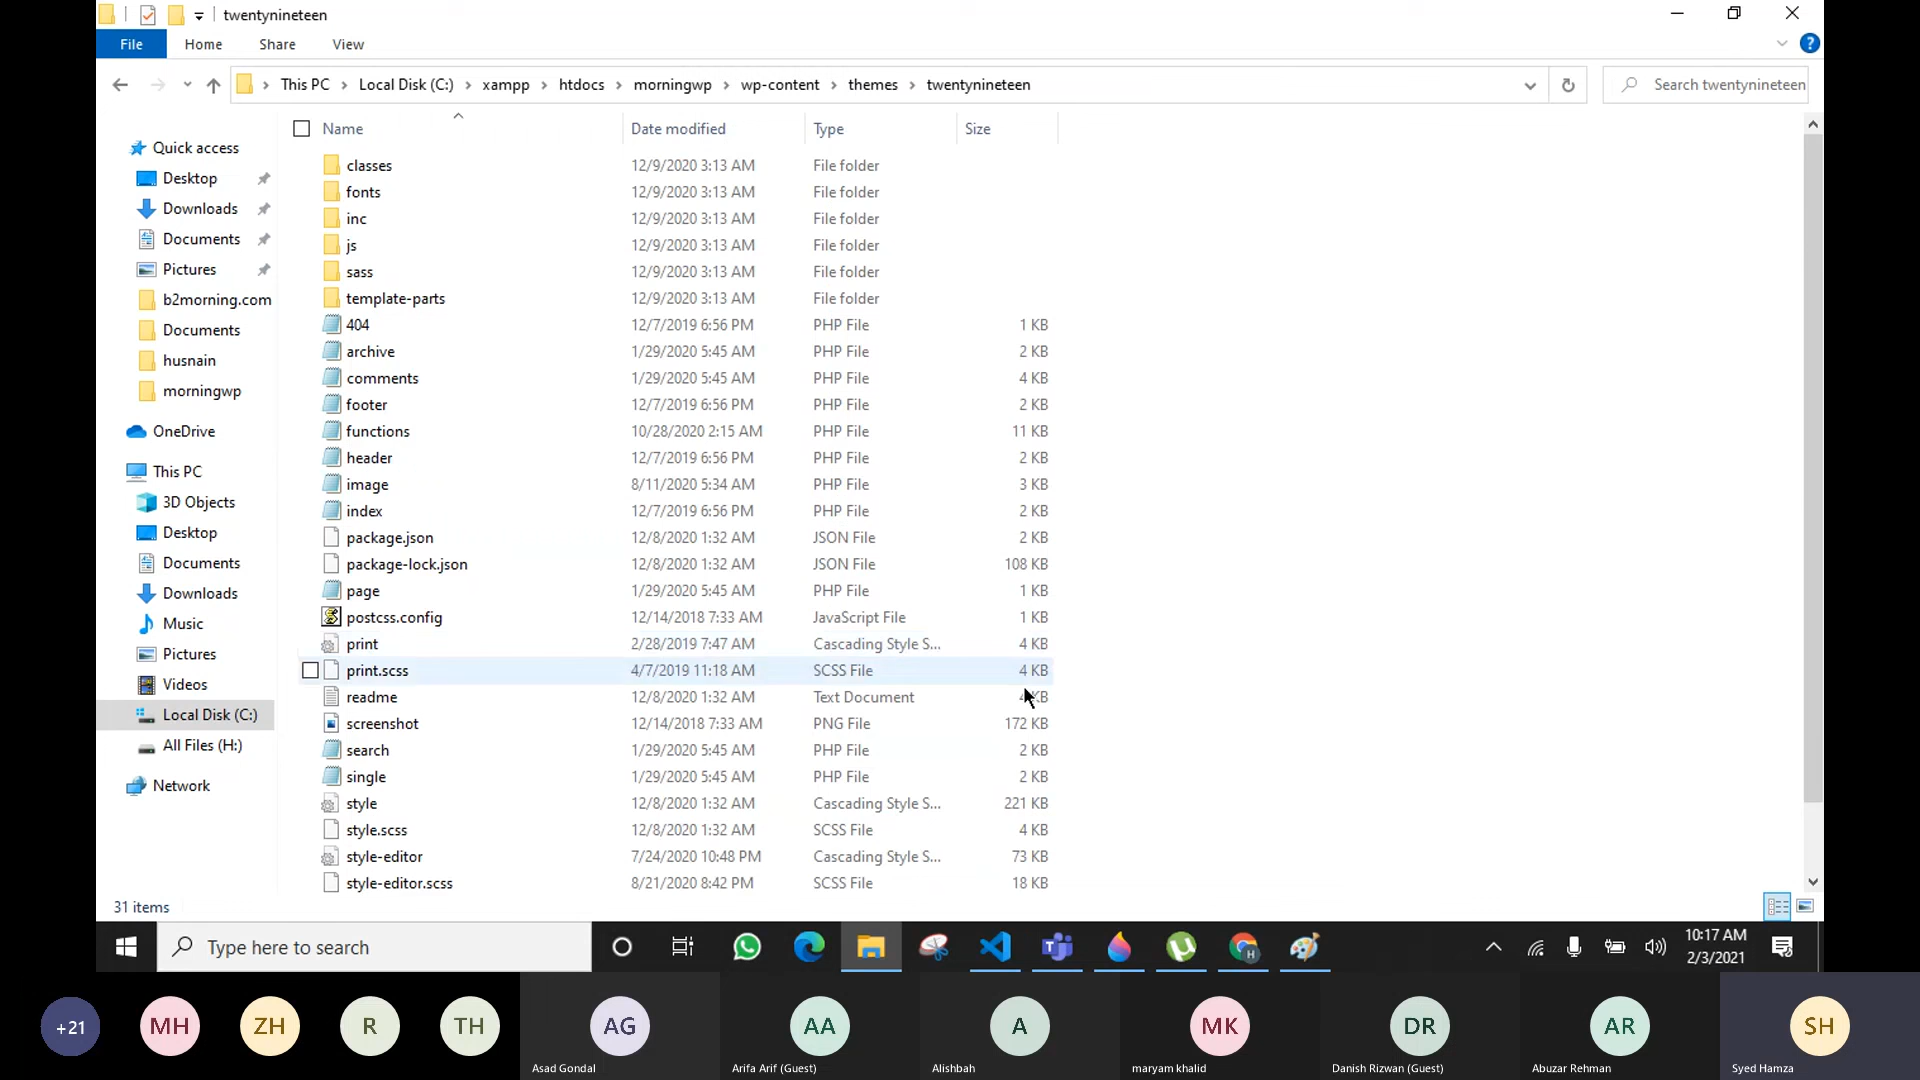 twentynineteen
File Home Share View
This PC Local Disk (C:) xampp htdocs morningwp wp-content themes twentynineteen
Search twentynineteen
Name Date modified Type Size
Quick access
Desktop
Downloads
Documents
Pictures
b2morning.com
Documents
husnain
morningwp
OneDrive
This PC
3D Objects
Desktop
Documents
Downloads
Music
Pictures
Videos
Local Disk (C:)
All Files (H:)
Network
classes 12/9/2020 3:13 AM File folder
fonts 12/9/2020 3:13 AM File folder
inc 12/9/2020 3:13 AM File folder
js 12/9/2020 3:13 AM File folder
sass 12/9/2020 3:13 AM File folder
template-parts 12/9/2020 3:13 AM File folder
404 12/7/2019 6:56 PM PHP File 1 KB
archive 1/29/2020 5:45 AM PHP File 2 KB
comments 1/29/2020 5:45 AM PHP File 4 KB
footer 12/7/2019 6:56 PM PHP File 2 KB
functions 10/28/2020 2:15 AM PHP File 11 KB
header 12/7/2019 6:56 PM PHP File 2 KB
image 8/11/2020 5:34 AM PHP File 3 KB
index 12/7/2019 6:56 PM PHP File 2 KB
package.json 12/8/2020 1:32 AM JSON File 2 KB
package-lock.json 12/8/2020 1:32 AM JSON File 108 KB
page 1/29/2020 5:45 AM PHP File 1 KB
postcss.config 12/14/2018 7:33 AM JavaScript File 1 KB
print 2/28/2019 7:47 AM Cascading Style S... 4 KB
print.scss 4/7/2019 11:18 AM SCSS File 4 KB
readme 12/8/2020 1:32 AM Text Document 4 KB
screenshot 12/14/2018 7:33 AM PNG File 172 KB
search 1/29/2020 5:45 AM PHP File 2 KB
single 1/29/2020 5:45 AM PHP File 2 KB
style 12/8/2020 1:32 AM Cascading Style S... 221 KB
style.scss 12/8/2020 1:32 AM SCSS File 4 KB
style-editor 7/24/2020 10:48 PM Cascading Style S... 73 KB
style-editor.scss 8/21/2020 8:42 PM SCSS File 18 KB
31 items
Type here to search
10:17 AM
2/3/2021
+21 MH ZH R TH AG AA A MK DR AR SH
Asad Gondal Arifa Arif (Guest) Alishbah maryam khalid Danish Rizwan (Guest) Abuzar Rehman Syed Hamza